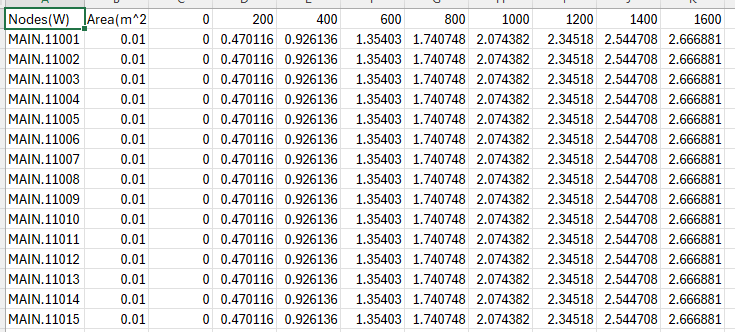 Nodes(W) Area(m^2 0 200 400 600 800 1000 1200 1400 1600
MAIN.11001 0.01 0 0.470116 0.926136 1.35403 1.740748 2.074382 2.34518 2.544708 2.666881
MAIN.11002 0.01 0 0.470116 0.926136 1.35403 1.740748 2.074382 2.34518 2.544708 2.666881
MAIN.11003 0.01 0 0.470116 0.926136 1.35403 1.740748 2.074382 2.34518 2.544708 2.666881
MAIN.11004 0.01 0 0.470116 0.926136 1.35403 1.740748 2.074382 2.34518 2.544708 2.666881
MAIN.11005 0.01 0 0.470116 0.926136 1.35403 1.740748 2.074382 2.34518 2.544708 2.666881
MAIN.11006 0.01 0 0.470116 0.926136 1.35403 1.740748 2.074382 2.34518 2.544708 2.666881
MAIN.11007 0.01 0 0.470116 0.926136 1.35403 1.740748 2.074382 2.34518 2.544708 2.666881
MAIN.11008 0.01 0 0.470116 0.926136 1.35403 1.740748 2.074382 2.34518 2.544708 2.666881
MAIN.11009 0.01 0 0.470116 0.926136 1.35403 1.740748 2.074382 2.34518 2.544708 2.666881
MAIN.11010 0.01 0 0.470116 0.926136 1.35403 1.740748 2.074382 2.34518 2.544708 2.666881
MAIN.11011 0.01 0 0.470116 0.926136 1.35403 1.740748 2.074382 2.34518 2.544708 2.666881
MAIN.11012 0.01 0 0.470116 0.926136 1.35403 1.740748 2.074382 2.34518 2.544708 2.666881
MAIN.11013 0.01 0 0.470116 0.926136 1.35403 1.740748 2.074382 2.34518 2.544708 2.666881
MAIN.11014 0.01 0 0.470116 0.926136 1.35403 1.740748 2.074382 2.34518 2.544708 2.666881
MAIN.11015 0.01 0 0.470116 0.926136 1.35403 1.740748 2.074382 2.34518 2.544708 2.666881